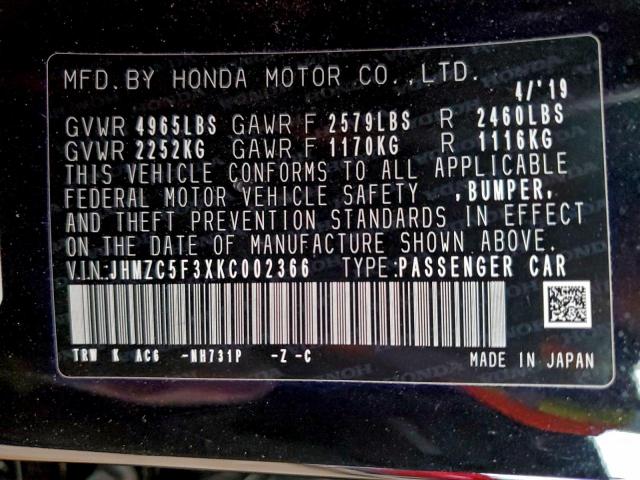 MFD. BY HONDA MOTOR CO.,LTD.
4/'19
GVWR 4965LBS GAWR F 2579LBS R 2460LBS
GVWR 2252KG GAWR F 1170KG R 1116KG
THIS VEHICLE CONFORMS TO ALL APPLICABLE
FEDERAL MOTOR VEHICLE SAFETY ,BUMPER,
AND THEFT PREVENTION STANDARDS IN EFFECT
ON THE DATE OF MANUFACTURE SHOWN ABOVE.
V.IN:JHMZC5F3XKC002366 TYPE:PASSENGER CAR
TRW K AC6 -NH731P -Z -C
MADE IN JAPAN